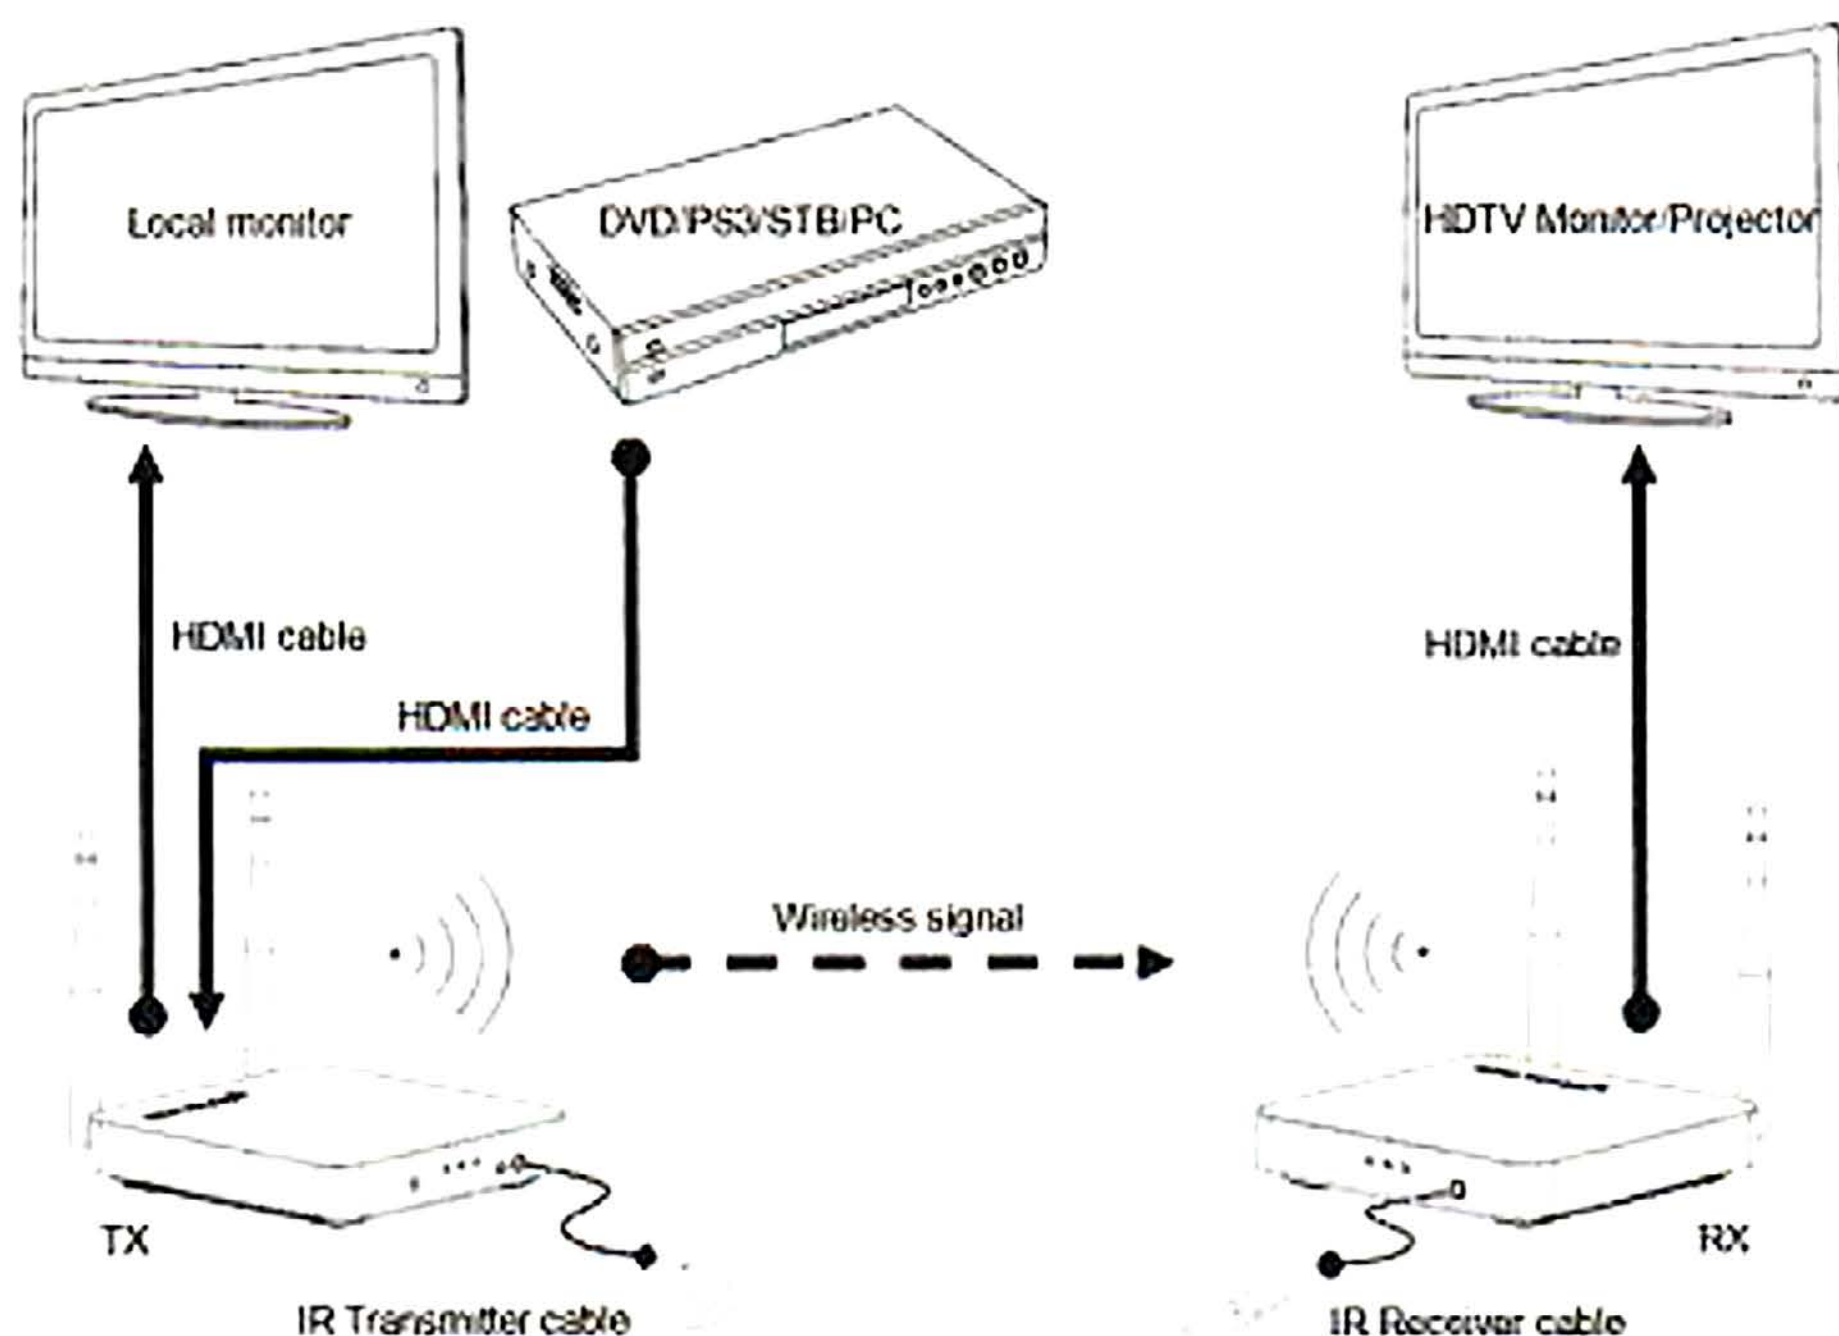 Local monitor
DVD/PS3/STB/PC
HDTV Monitor/Projector
HDMI cable
HDMI cable
HDMI cable
Wireless signal
TX
RX
IR Transmitter cable
IR Receiver cable